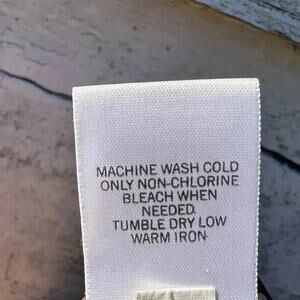 MACHINE WASH COLD
ONLY NON-CHLORINE
BLEACH WHEN
NEEDED.
TUMBLE DRY LOW
WARM IRON